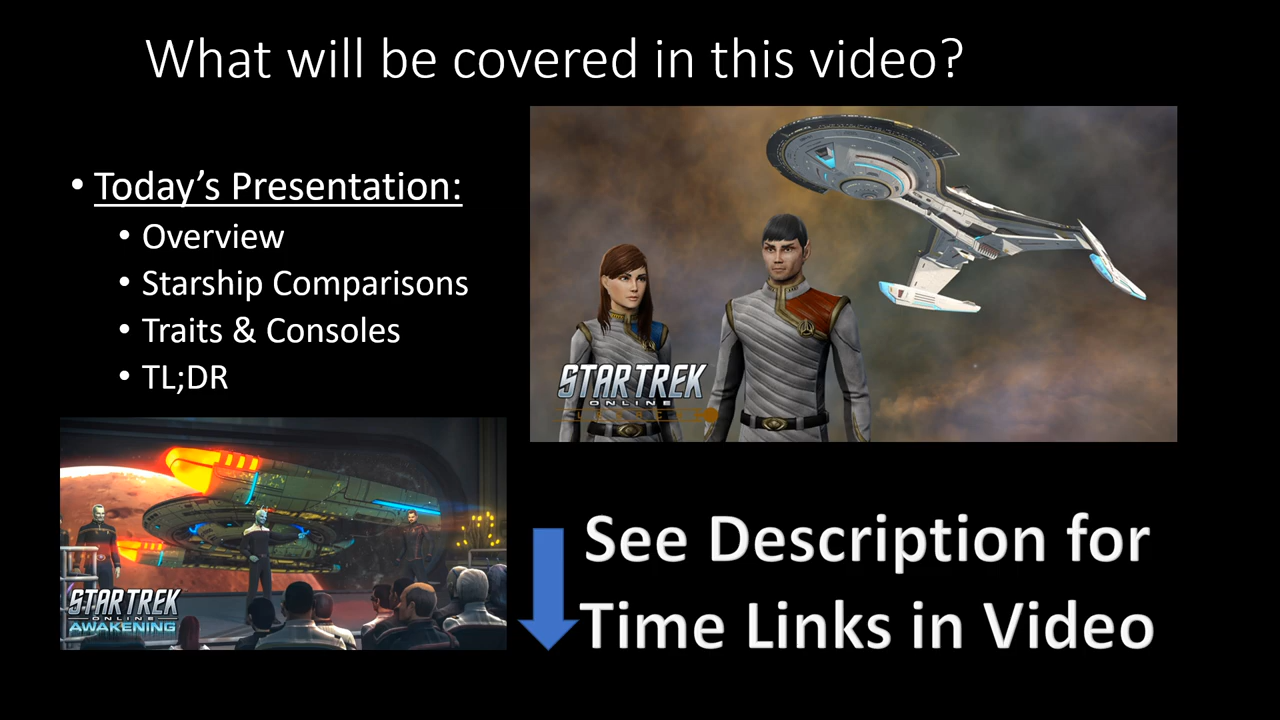 What will be covered in this video?
• Today’s Presentation:
• Overview
• Starship Comparisons
• Traits & Consoles
• TL;DR
STAR TREK
ONLINE
STAR TREK
ONLINE
AWAKENING
See Description for
Time Links in Video